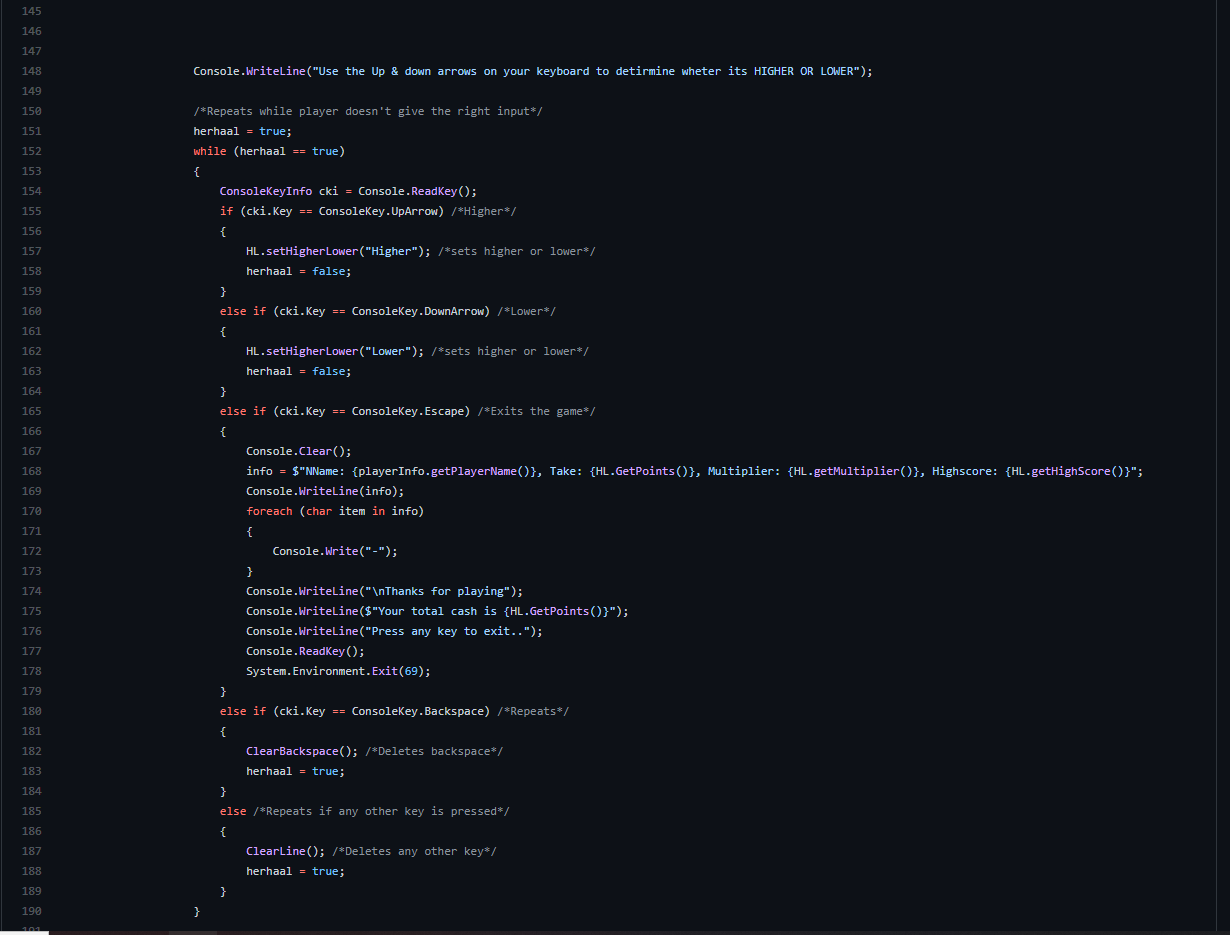 145
146
147
148 Console.WriteLine("Use the Up & down arrows on your keyboard to detirmine wheter its HIGHER OR LOWER");
149
150 /*Repeats while player doesn't give the right input*/
151 herhaal = true;
152 while (herhaal == true)
153 {
154 ConsoleKeyInfo cki = Console.ReadKey();
155 if (cki.Key == ConsoleKey.UpArrow) /*Higher*/
156 {
157 HL.setHigherLower("Higher"); /*sets higher or lower*/
158 herhaal = false;
159 }
160 else if (cki.Key == ConsoleKey.DownArrow) /*Lower*/
161 {
162 HL.setHigherLower("Lower"); /*sets higher or lower*/
163 herhaal = false;
164 }
165 else if (cki.Key == ConsoleKey.Escape) /*Exits the game*/
166 {
167 Console.Clear();
168 info = $"NName: {playerInfo.getPlayerName()}, Take: {HL.GetPoints()}, Multiplier: {HL.getMultiplier()}, Highscore: {HL.getHighScore()}";
169 Console.WriteLine(info);
170 foreach (char item in info)
171 {
172 Console.Write("-");
173 }
174 Console.WriteLine("\nThanks for playing");
175 Console.WriteLine($"Your total cash is {HL.GetPoints()}");
176 Console.WriteLine("Press any key to exit..");
177 Console.ReadKey();
178 System.Environment.Exit(69);
179 }
180 else if (cki.Key == ConsoleKey.Backspace) /*Repeats*/
181 {
182 ClearBackspace(); /*Deletes backspace*/
183 herhaal = true;
184 }
185 else /*Repeats if any other key is pressed*/
186 {
187 ClearLine(); /*Deletes any other key*/
188 herhaal = true;
189 }
190 }
191